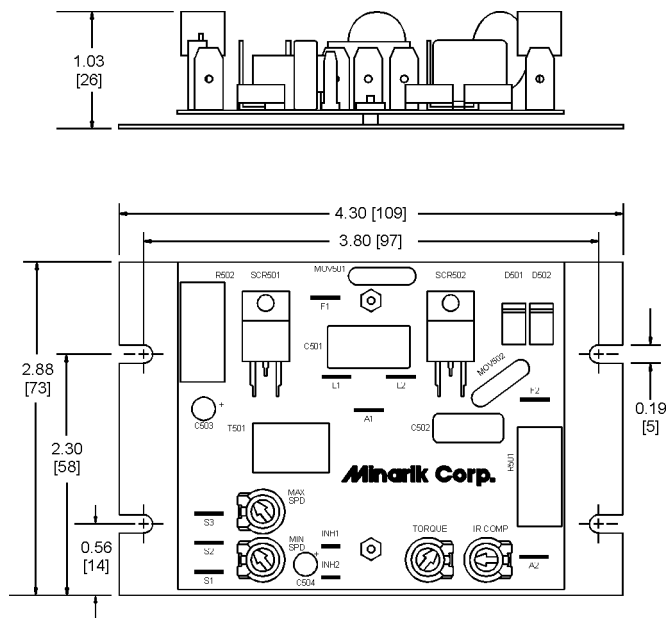 1.03
[26]
4.30 [109]
3.80 [97]
R502
SCR501
MOV501
SCR502
D501
D502
F1
C501
2.88
[73]
L1
L2
MOV502
F2
0.19
[5]
C503
+
T501
A1
C502
2.30
[58]
R501
Minarik Corp.
MAX
SPD
S3
0.56
[14]
MIN
SPD
INH1
TORQUE
IR COMP
S2
+
INH2
A2
S1
C504